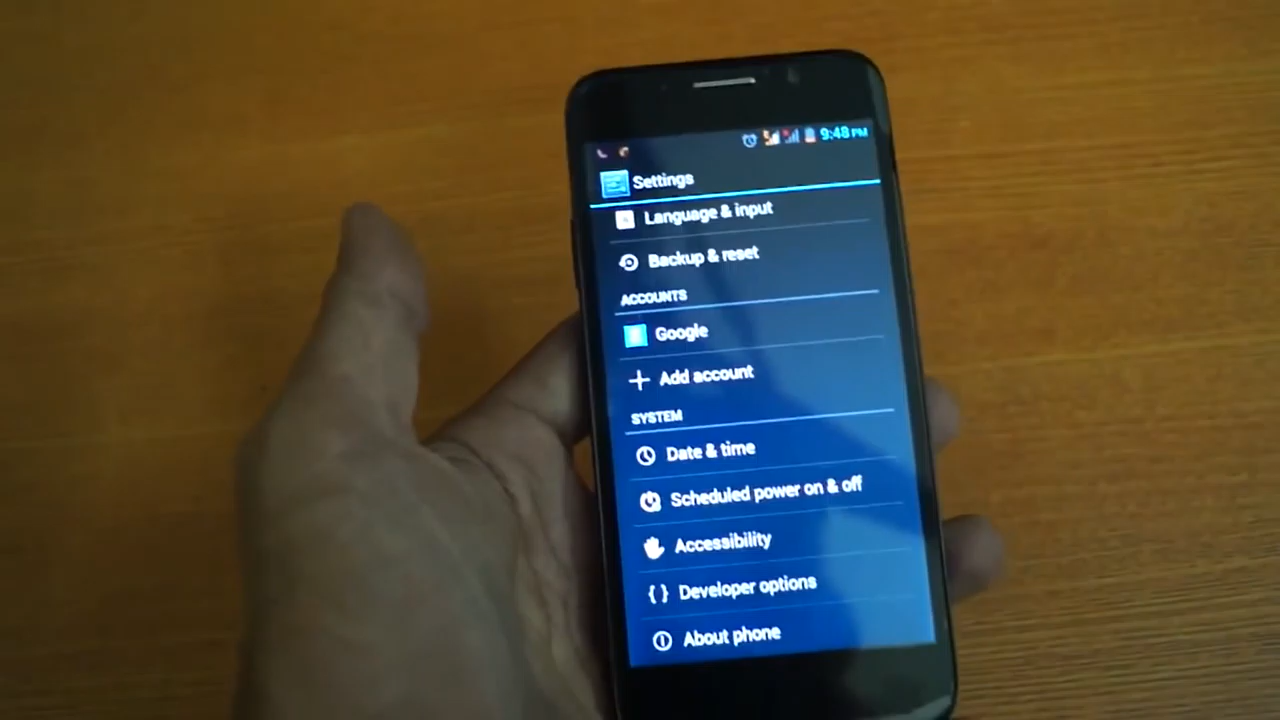 9:48 PM
Settings
Language & input
Backup & reset
ACCOUNTS
Google
Add account
SYSTEM
Date & time
Scheduled power on & off
Accessibility
Developer options
About phone